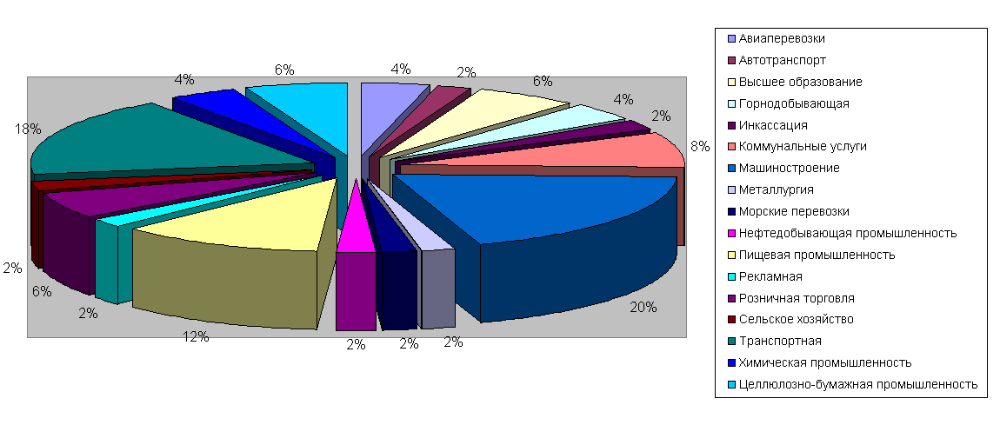 6%
4%
2%
4%
6%
4%
2%
18%
8%
2%
6%
2%
12%
2%
2%
2%
20%
Авиаперевозки
Автотранспорт
Высшее образование
Горнодобывающая
Инкассация
Коммунальные услуги
Машиностроение
Металлургия
Морские перевозки
Нефтедобывающая промышленность
Пищевая промышленность
Рекламная
Розничная торговля
Сельское хозяйство
Транспортная
Химическая промышленность
Целлюлозно-бумажная промышленность